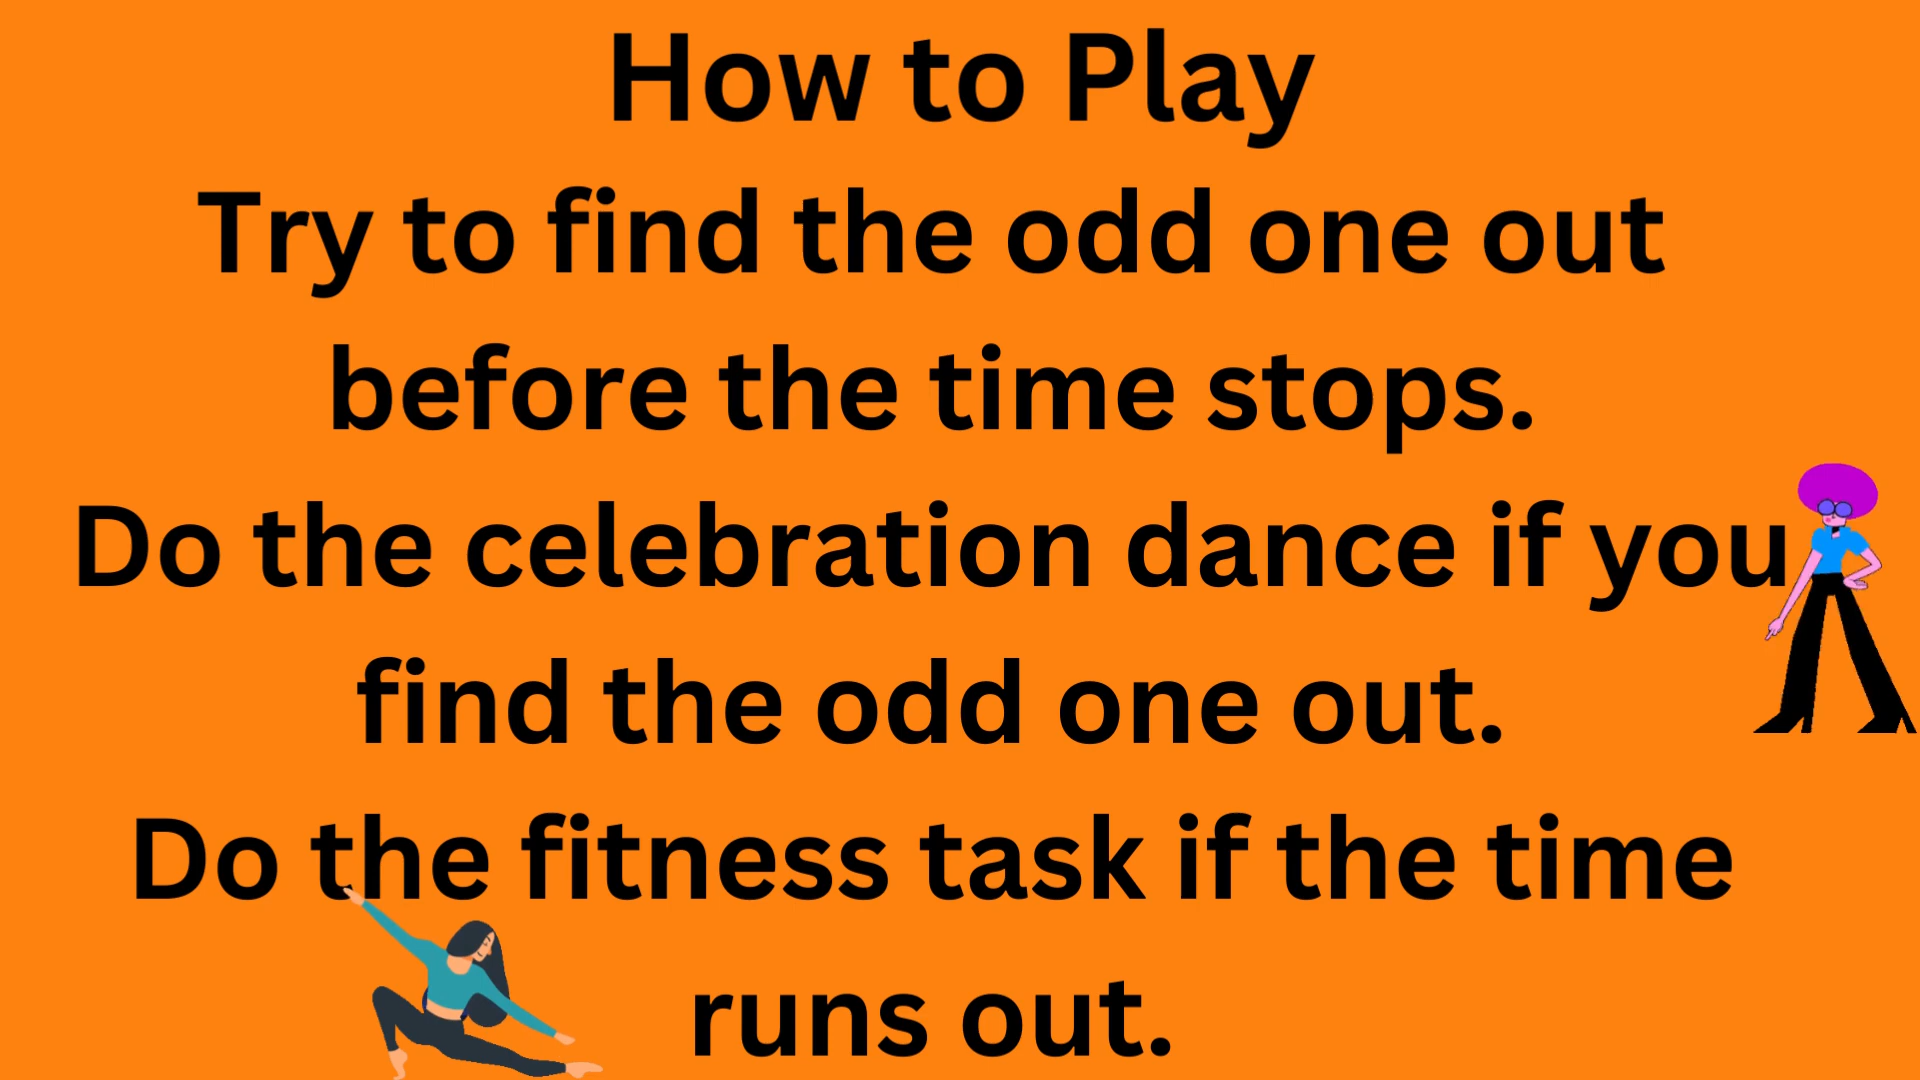 How to Play
Try to find the odd one out
before the time stops.
Do the celebration dance if you
find the odd one out.
Do the fitness task if the time
runs out.